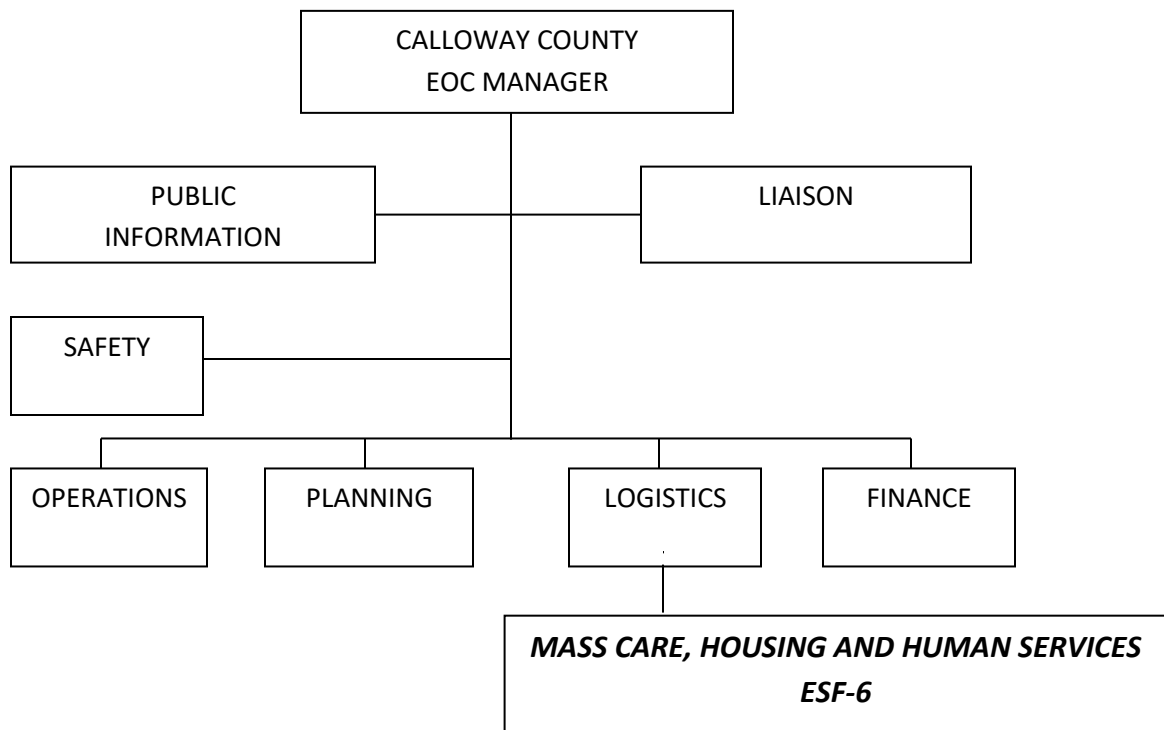 CALLOWAY COUNTY
EOC MANAGER
PUBLIC
INFORMATION
LIAISON
SAFETY
OPERATIONS
PLANNING
LOGISTICS
FINANCE
MASS CARE, HOUSING AND HUMAN SERVICES
ESF-6